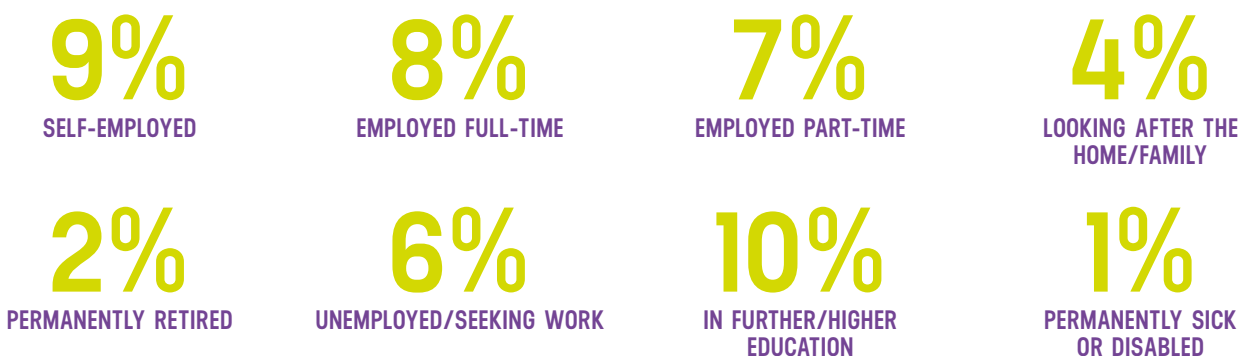 9%
SELF-EMPLOYED
8%
EMPLOYED FULL-TIME
7%
EMPLOYED PART-TIME
4%
LOOKING AFTER THE
HOME/FAMILY
2%
PERMANENTLY RETIRED
6%
UNEMPLOYED/SEEKING WORK
10%
IN FURTHER/HIGHER
EDUCATION
1%
PERMANENTLY SICK
OR DISABLED